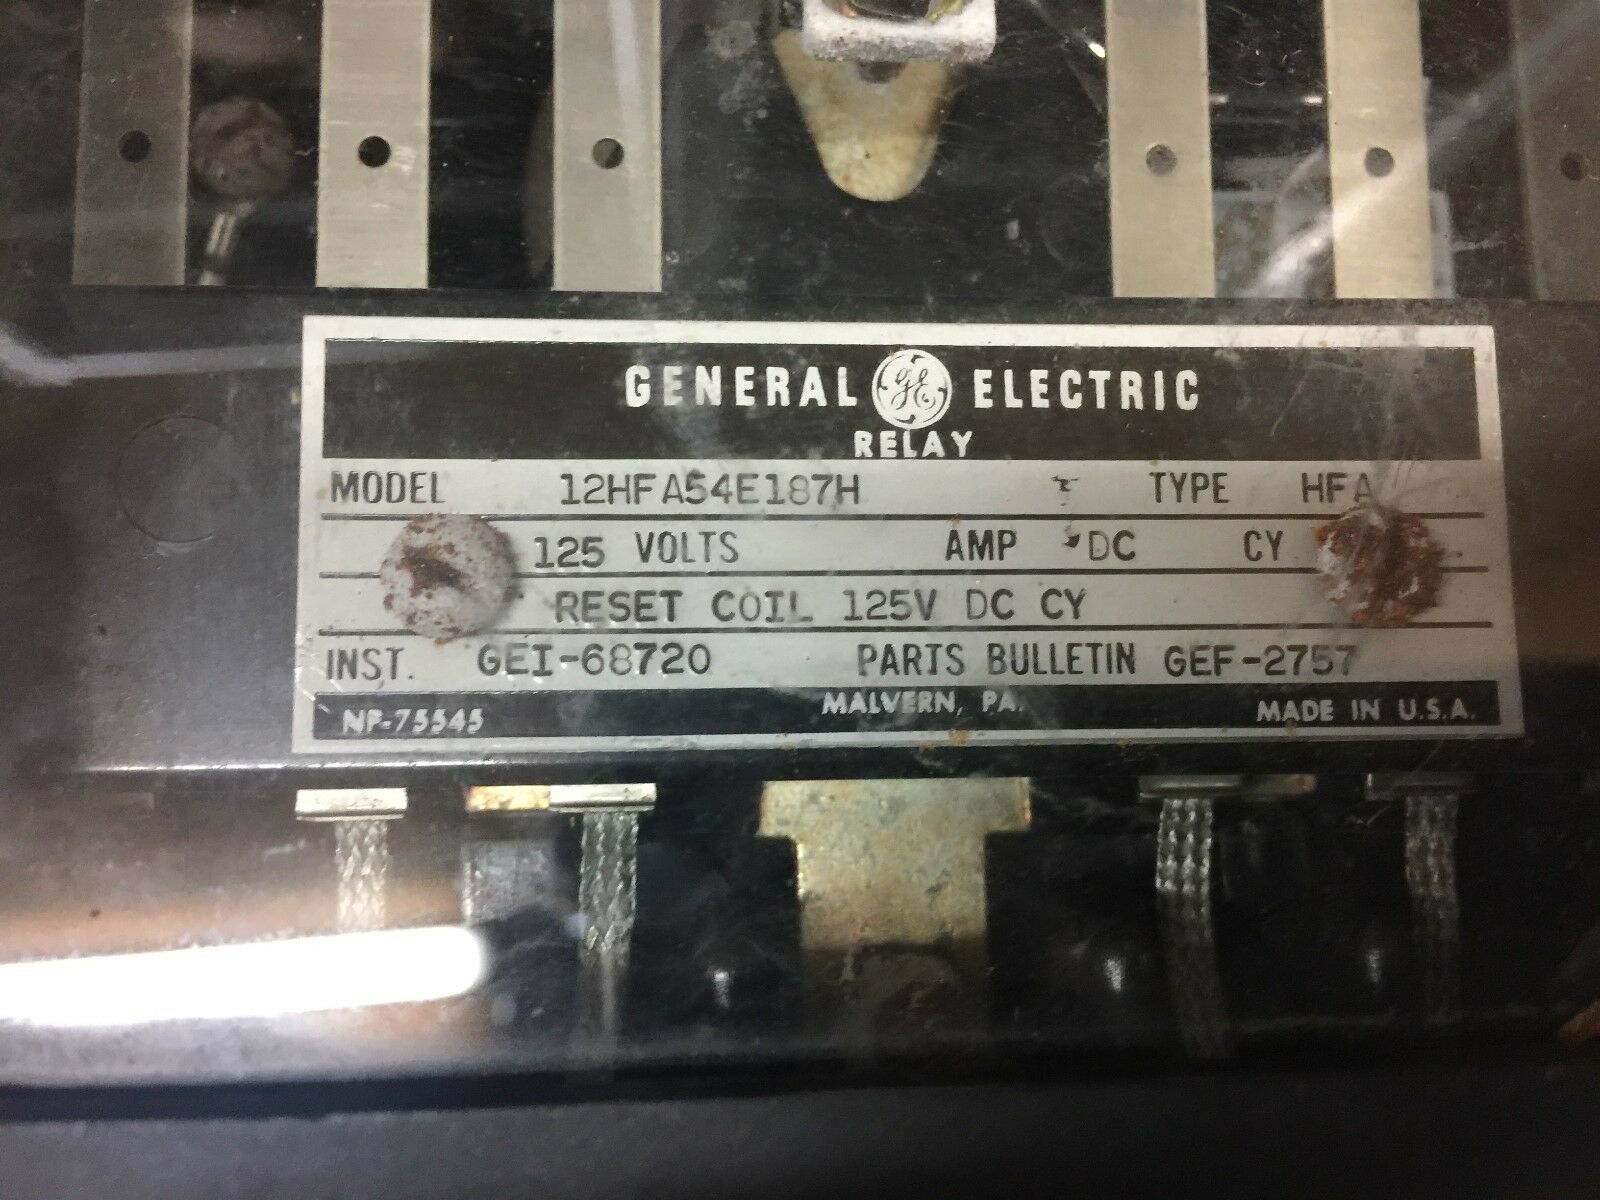 GENERAL GE ELECTRIC
RELAY
MODEL 12HFA54E187H TYPE HFA
125 VOLTS AMP DC CY
RESET COIL 125V DC CY
INST. GEI-68720 PARTS BULLETIN GEF-2757
NP-75545 MALVERN, PA. MADE IN U.S.A.